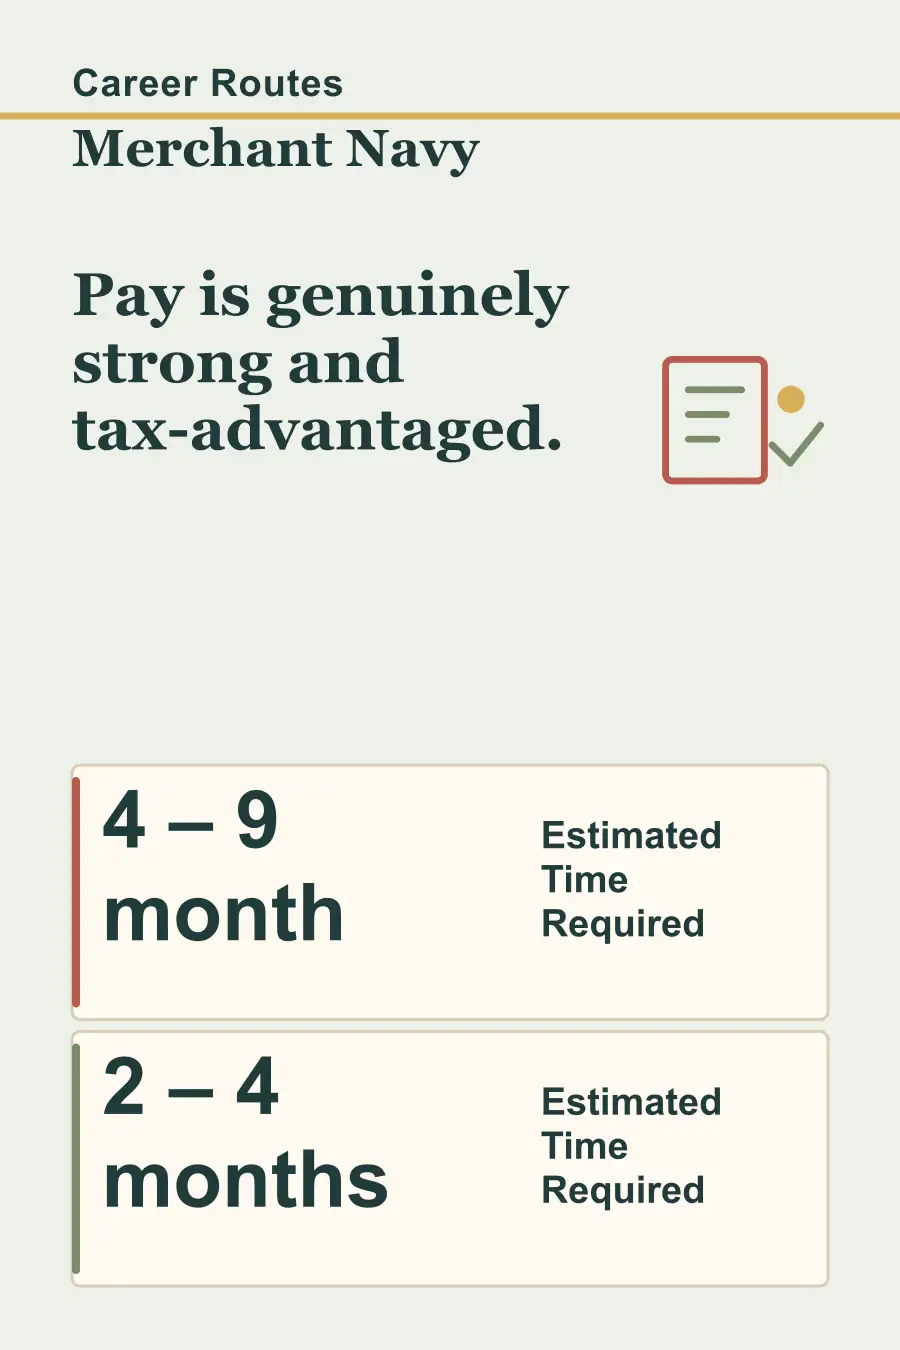 Career Routes
Merchant Navy
Pay is genuinely
strong and
tax-advantaged.
4 – 9
month
Estimated
Time
Required
2 – 4
months
Estimated
Time
Required